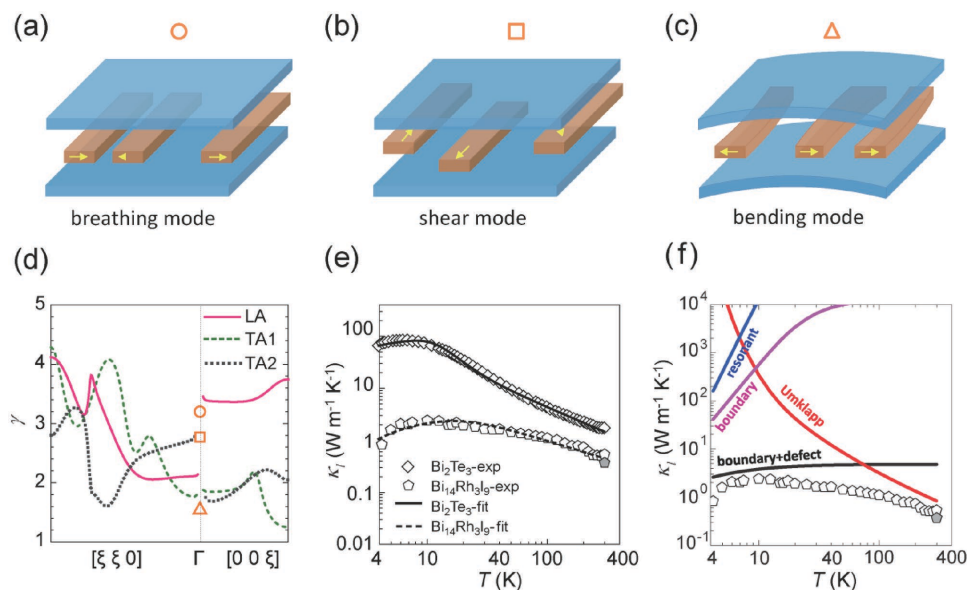 (a)
(b)
(c)
breathing mode
shear mode
bending mode
(d)
(e)
(f)
5
4
3
2
1
γ
LA
TA1
TA2
[ξ ξ 0]
Γ
[0 0 ξ]
100
10
1
0.1
0.01
κl (W m⁻¹ K⁻¹)
Bi₂Te₃-exp
Bi₁₄Rh₃I₉-exp
Bi₂Te₃-fit
Bi₁₄Rh₃I₉-fit
4
10
100
400
T (K)
10⁴
10³
10²
10¹
10⁰
10⁻¹
κl (W m⁻¹ K⁻¹)
resonant
boundary
Umklapp
boundary+defect
4
10
100
400
T (K)